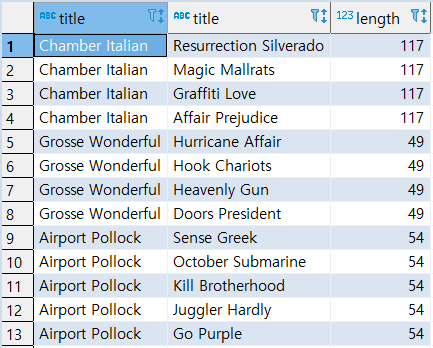 ABC title ABC title 123 length
1 Chamber Italian Resurrection Silverado 117
2 Chamber Italian Magic Mallrats 117
3 Chamber Italian Graffiti Love 117
4 Chamber Italian Affair Prejudice 117
5 Grosse Wonderful Hurricane Affair 49
6 Grosse Wonderful Hook Chariots 49
7 Grosse Wonderful Heavenly Gun 49
8 Grosse Wonderful Doors President 49
9 Airport Pollock Sense Greek 54
10 Airport Pollock October Submarine 54
11 Airport Pollock Kill Brotherhood 54
12 Airport Pollock Juggler Hardly 54
13 Airport Pollock Go Purple 54